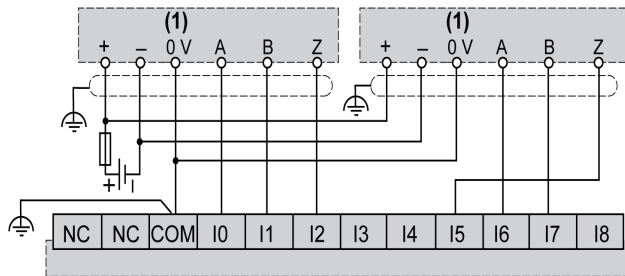 (1) (1)
+ – 0 V A B Z + – 0 V A B Z
+ –
NC NC COM I0 I1 I2 I3 I4 I5 I6 I7 I8